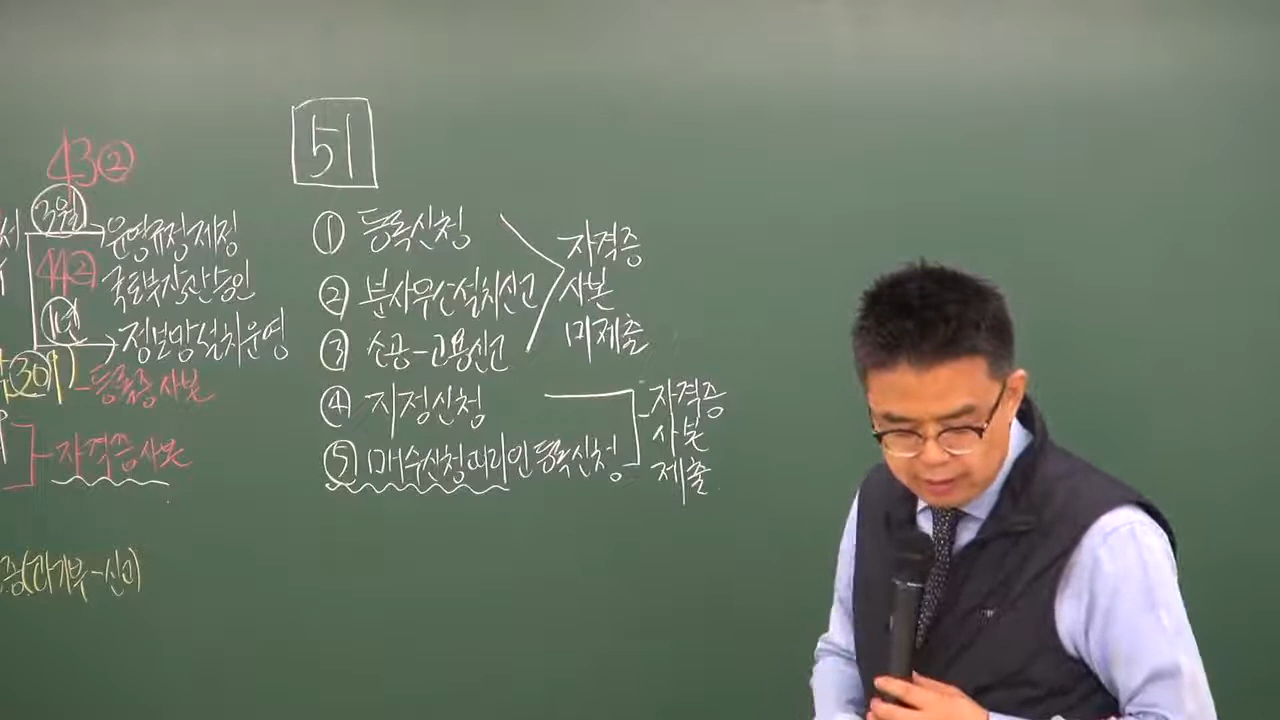 43②
3월
운영규정제정
44②
국토부장관승인
1년
정보망설치운영
(30개)
등록증사본
자격증사본
51
① 등록신청
② 분사무소설치신고
③ 소공-고용신고
자격증
사본
미제출
④ 지정신청
⑤ 매수신청대리인등록신청
자격증
사본
제출